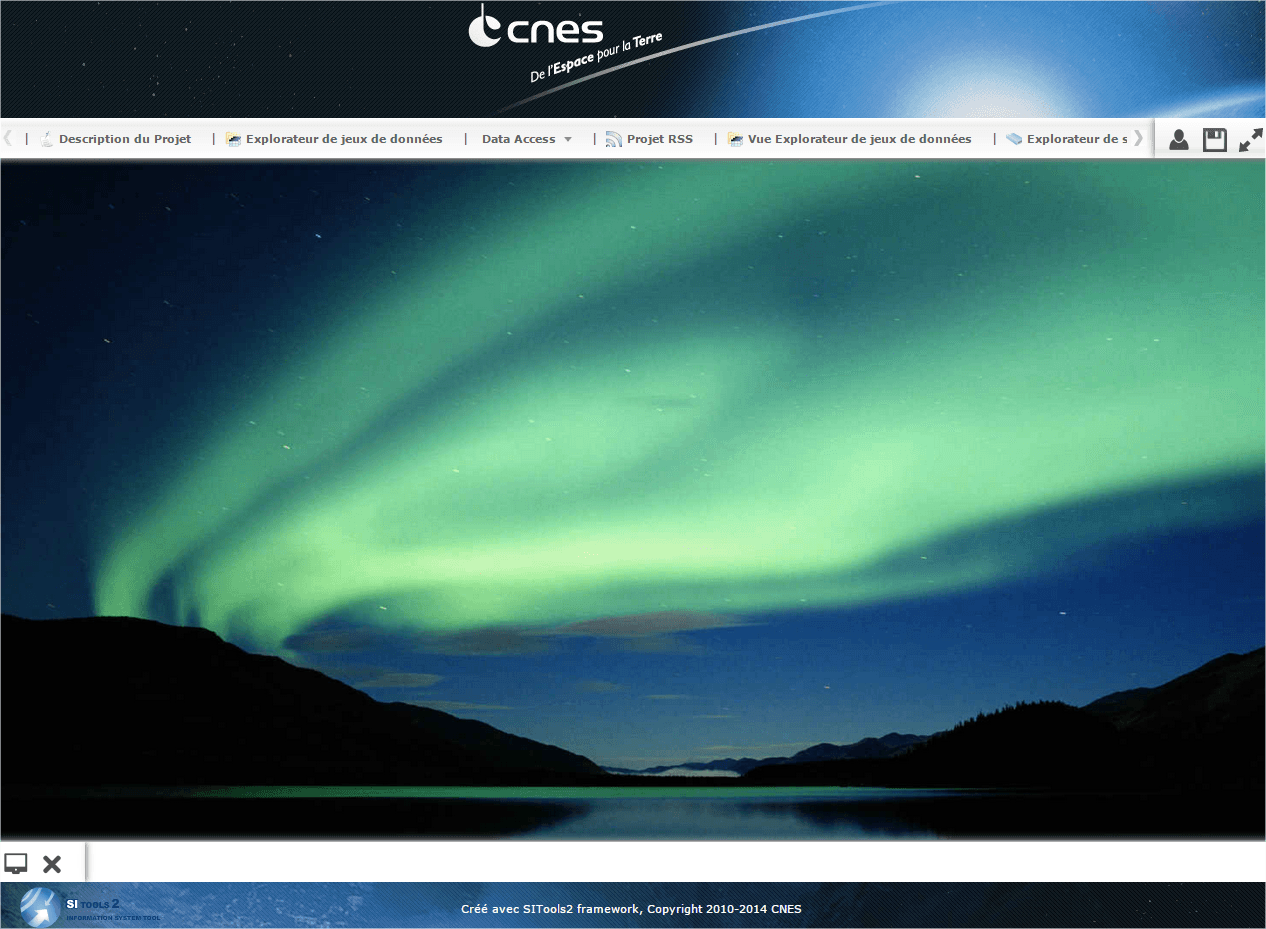 cnes
De l'Espace pour la Terre
Description du Projet | Explorateur de jeux de données | Data Access | Projet RSS | Vue Explorateur de jeux de données | Explorateur de s
SI TOOLS 2
INFORMATION SYSTEM TOOL
Créé avec SITools2 framework, Copyright 2010-2014 CNES